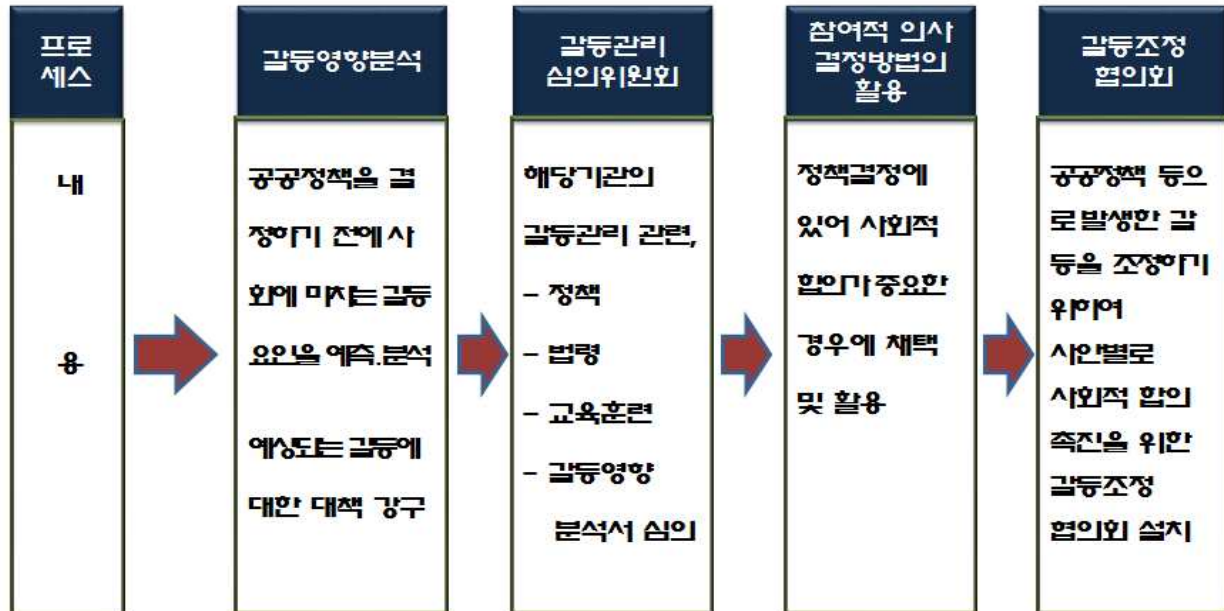 프로
세스
내
용
갈등영향분석
공공정책을 결
정하기 전에 사
회에 미치는 갈등
요인을 예측.분석
예상되는 갈등에
대한 대책 강구
갈등관리
심의위원회
해당기관의
갈등관리 관련,
- 정책
- 법령
- 교육훈련
- 갈등영향
분석서 심의
참여적 의사
결정방법의
활용
정책결정에
있어 사회적
합의가 중요한
경우에 채택
및 활용
갈등조정
협의회
공공정책 등으
로 발생한 갈
등을 조정하기
위하여
사안별로
사회적 합의
촉진을 위한
갈등조정
협의회 설치